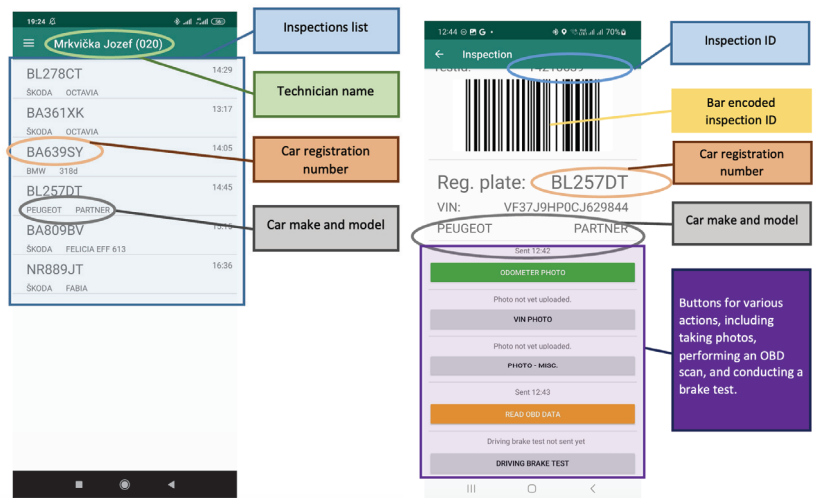 19:24
Mrkvička Jozef (020)
BL278CT 14:29
ŠKODA OCTAVIA
BA361XK 13:17
ŠKODA OCTAVIA
BA639SY 14:05
BMW 318d
BL257DT 14:45
PEUGEOT PARTNER
BA809BV
ŠKODA FELICIA EFF 613
NR889JT 16:36
ŠKODA FABIA
Inspections list
Technician name
Car registration
number
Car make and model
12:44 G 70%
Inspection
BL257DT
Reg. plate: BL257DT
VIN: VF37J9HP0CJ629844
PEUGEOT PARTNER
Sent 12:42
ODOMETER PHOTO
Photo not yet uploaded.
VIN PHOTO
Photo not yet uploaded.
PHOTO - MISC.
Sent 12:43
READ OBD DATA
Driving brake test not sent yet
DRIVING BRAKE TEST
Inspection ID
Bar encoded
inspection ID
Car registration
number
Car make and model
Buttons for various
actions, including
taking photos,
performing an OBD
scan, and conducting a
brake test.